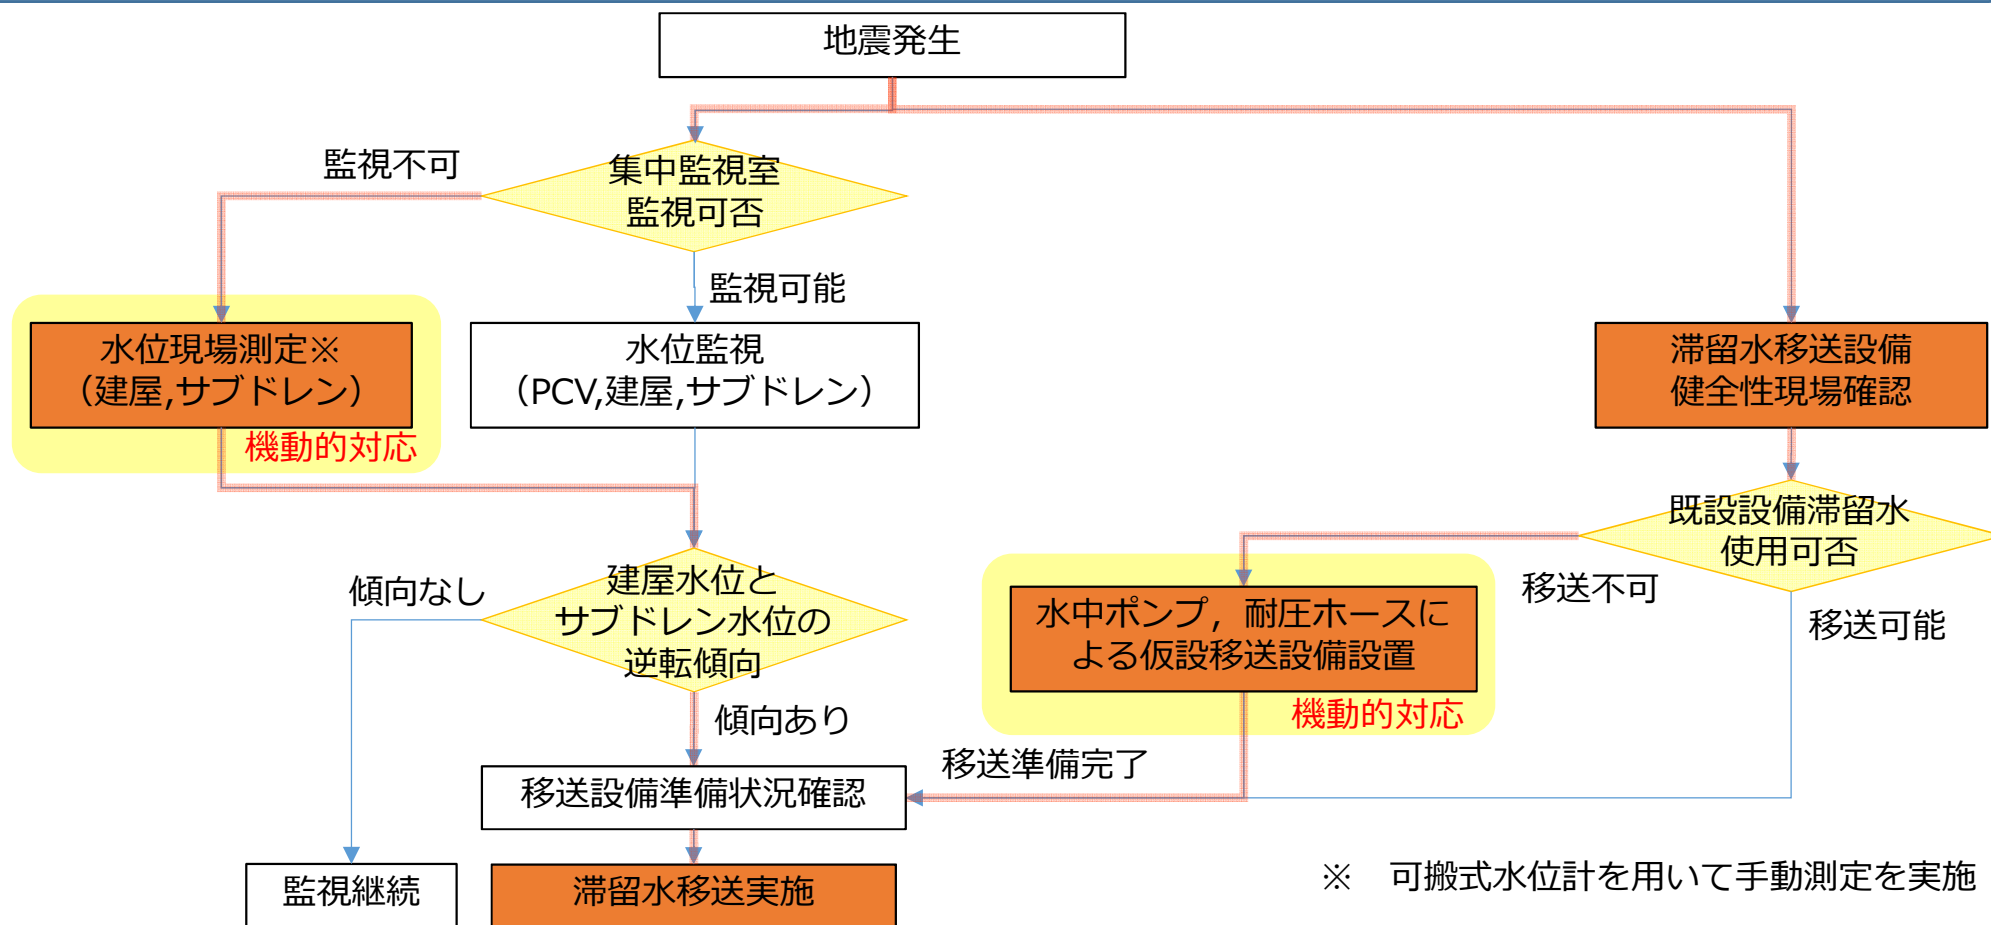 地震発生
監視不可
集中監視室
監視可否
監視可能
水位現場測定※
（建屋,サブドレン）
機動的対応
水位監視
（PCV,建屋,サブドレン）
滞留水移送設備
健全性現場確認
既設設備滞留水
使用可否
移送不可
移送可能
傾向なし
建屋水位と
サブドレン水位の
逆転傾向
傾向あり
水中ポンプ，耐圧ホースに
よる仮設移送設備設置
機動的対応
移送準備完了
移送設備準備状況確認
監視継続
滞留水移送実施
※　可搬式水位計を用いて手動測定を実施